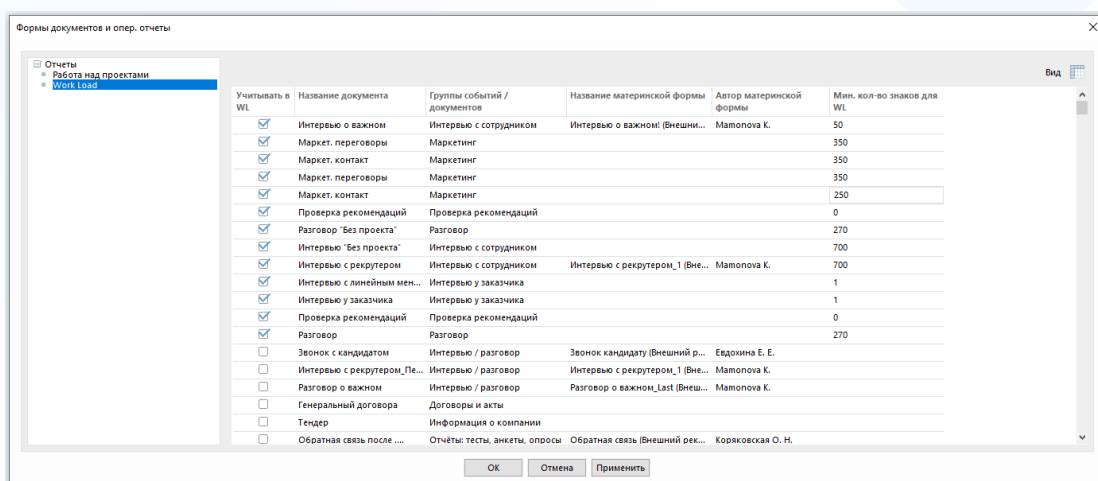 Формы документов и опер. отчеты
Отчеты
Работа над проектами
Work Load
Вид
Учитывать в WL Название документа Группы событий / документов Название материнской формы Автор материнской формы Мин. кол-во знаков для WL
Интервью о важном Интервью с сотрудником Интервью о важном! (Внешни... Mamonova K. 50
Маркет. переговоры Маркетинг 350
Маркет. контакт Маркетинг 350
Маркет. переговоры Маркетинг 350
Маркет. контакт Маркетинг 250
Проверка рекомендаций Проверка рекомендаций 0
Разговор "Без проекта" Разговор 270
Интервью "Без проекта" Интервью с сотрудником 700
Интервью с рекрутером Интервью с сотрудником Интервью с рекрутером_1 (Вне... Mamonova K. 700
Интервью с линейным мен... Интервью у заказчика 1
Интервью у заказчика Интервью у заказчика 1
Проверка рекомендаций Проверка рекомендаций 0
Разговор Разговор 270
Звонок с кандидатом Интервью / разговор Звонок кандидату (Внешний р... Евдохина Е. Е.
Интервью с рекрутером_Пе... Интервью / разговор Интервью с рекрутером_1 (Вне... Mamonova K.
Разговор о важном Интервью / разговор Разговор о важном_Last (Внеш... Mamonova K.
Генеральный договора Договоры и акты
Тендер Информация о компании
Обратная связь после .... Отчёты: тесты, анкеты, опросы Обратная связь (Внешний рек... Коряковская О. Н.
ОК Отмена Применить